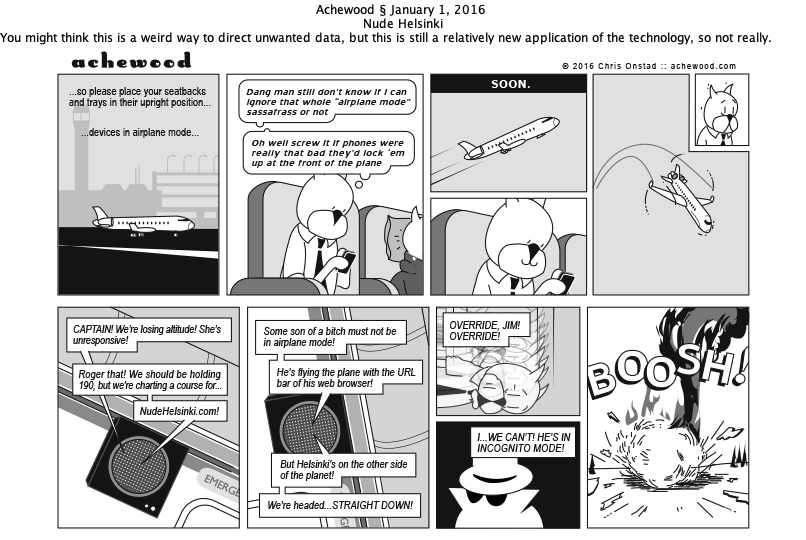 Achewood § January 1, 2016
Nude Helsinki
You might think this is a weird way to direct unwanted data, but this is still a relatively new application of the technology, so not really.
achewood
© 2016 Chris Onstad :: achewood.com
...so please place your seatbacks
and trays in their upright position...
...devices in airplane mode...
Dang man still don't know if I can
ignore that whole "airplane mode"
sassafrass or not
Oh well screw it if phones were
really that bad they'd lock 'em
up at the front of the plane
SOON.
CAPTAIN! We're losing altitude! She's
unresponsive!
Roger that! We should be holding
190, but we're charting a course for...
NudeHelsinki.com!
EMERGE
Some son of a bitch must not be
in airplane mode!
He's flying the plane with the URL
bar of his web browser!
But Helsinki's on the other side
of the planet!
We're headed...STRAIGHT DOWN!
OVERRIDE, JIM!
OVERRIDE!
I...WE CAN'T! HE'S IN
INCOGNITO MODE!
BOOSH!